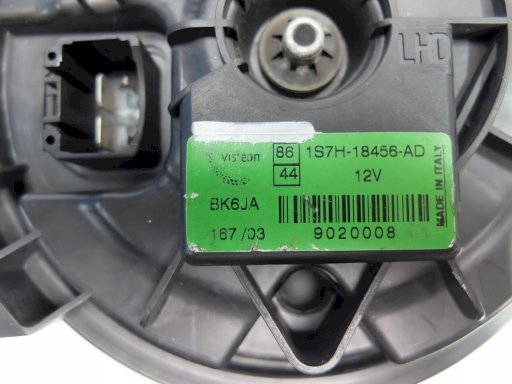 LHD
Visteon
86
44
1S7H-18456-AD
12V
BK6JA
167/03
9020008
MADE IN ITALY